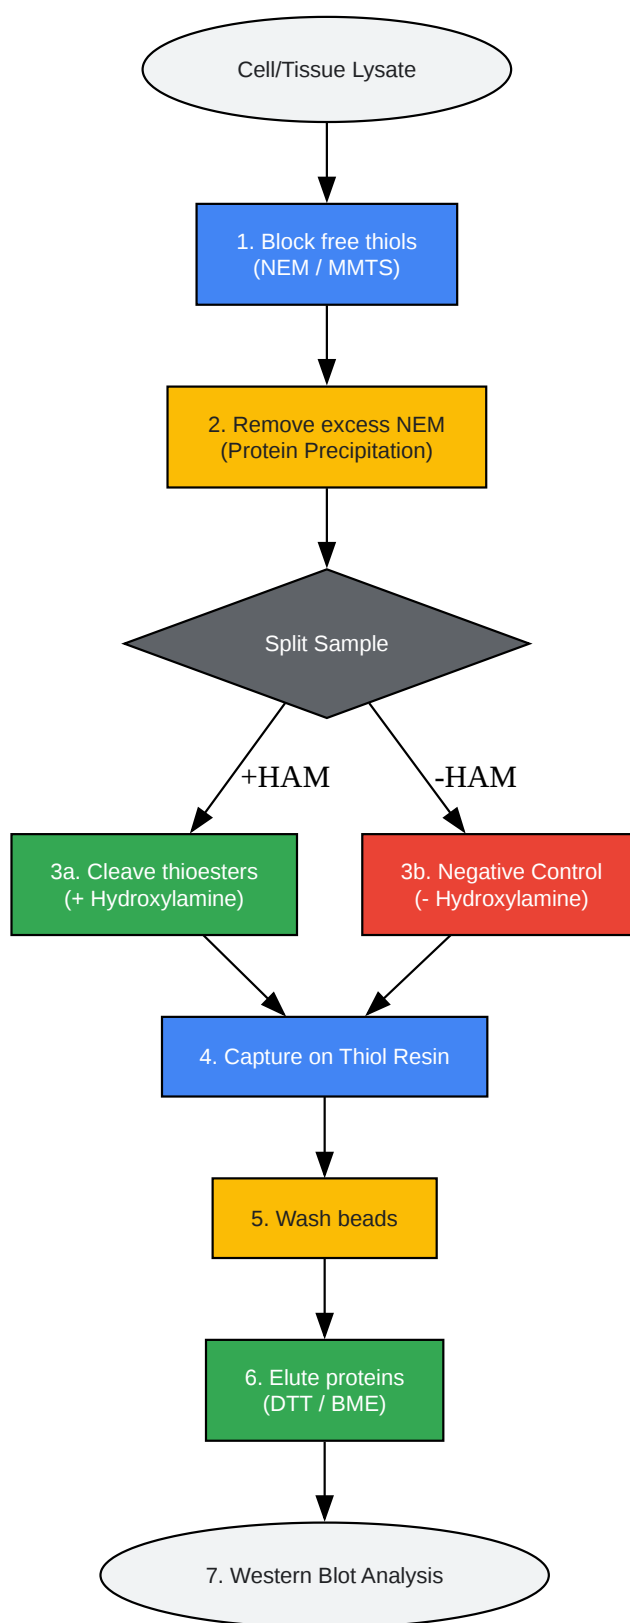 Cell/Tissue Lysate
1. Block free thiols
(NEM / MMTS)
2. Remove excess NEM
(Protein Precipitation)
Split Sample
+HAM
-HAM
3a. Cleave thioesters
(+ Hydroxylamine)
3b. Negative Control
(- Hydroxylamine)
4. Capture on Thiol Resin
5. Wash beads
6. Elute proteins
(DTT / BME)
7. Western Blot Analysis